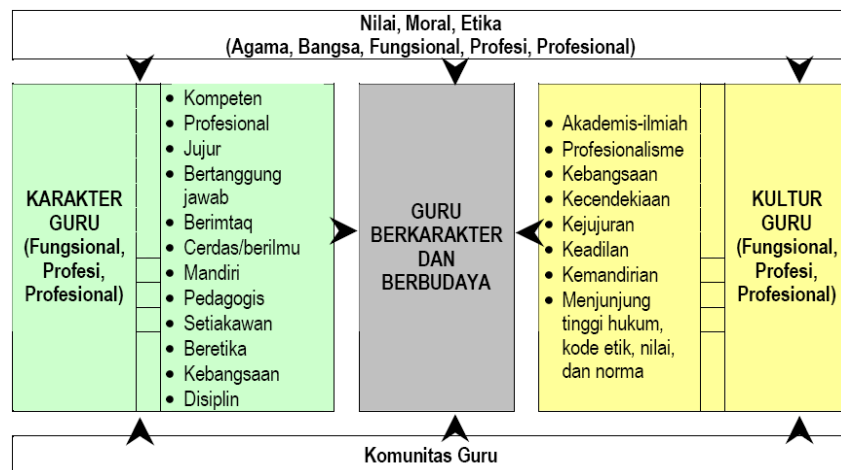 Nilai, Moral, Etika
(Agama, Bangsa, Fungsional, Profesi, Profesional)
KARAKTER
GURU
(Fungsional,
Profesi,
Profesional)
• Kompeten
• Profesional
• Jujur
• Bertanggung
jawab
• Berimtaq
• Cerdas/berilmu
• Mandiri
• Pedagogis
• Setiakawan
• Beretika
• Kebangsaan
• Disiplin
GURU
BERKARAKTER
DAN
BERBUDAYA
• Akademis-ilmiah
• Profesionalisme
• Kebangsaan
• Kecendekiaan
• Kejujuran
• Keadilan
• Kemandirian
• Menjunjung
tinggi hukum,
kode etik, nilai,
dan norma
KULTUR
GURU
(Fungsional,
Profesi,
Profesional)
Komunitas Guru